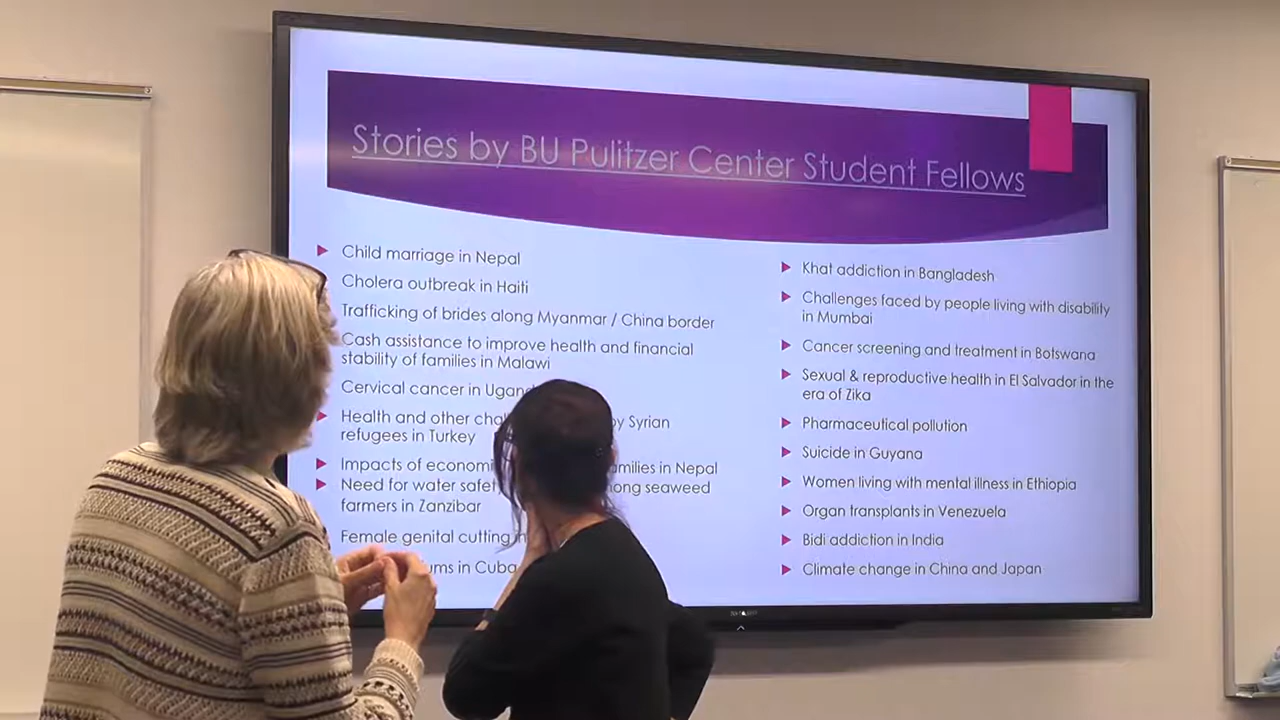 Stories by BU Pulitzer Center Student Fellows
Child marriage in Nepal
Cholera outbreak in Haiti
Trafficking of brides along Myanmar / China border
Cash assistance to improve health and financial
stability of families in Malawi
Cervical cancer in
Health and other by Syrian
refugees in Turkey
Impacts of in Nepal
Need for water seaweed
farmers in Zanzibar
Female genital cutting
in Cuba
Khat addiction in Bangladesh
Challenges faced by people living with disability
in Mumbai
Cancer screening and treatment in Botswana
Sexual & reproductive health in El Salvador in the
era of Zika
Pharmaceutical pollution
Suicide in Guyana
Women living with mental illness in Ethiopia
Organ transplants in Venezuela
Bidi addiction in India
Climate change in China and Japan